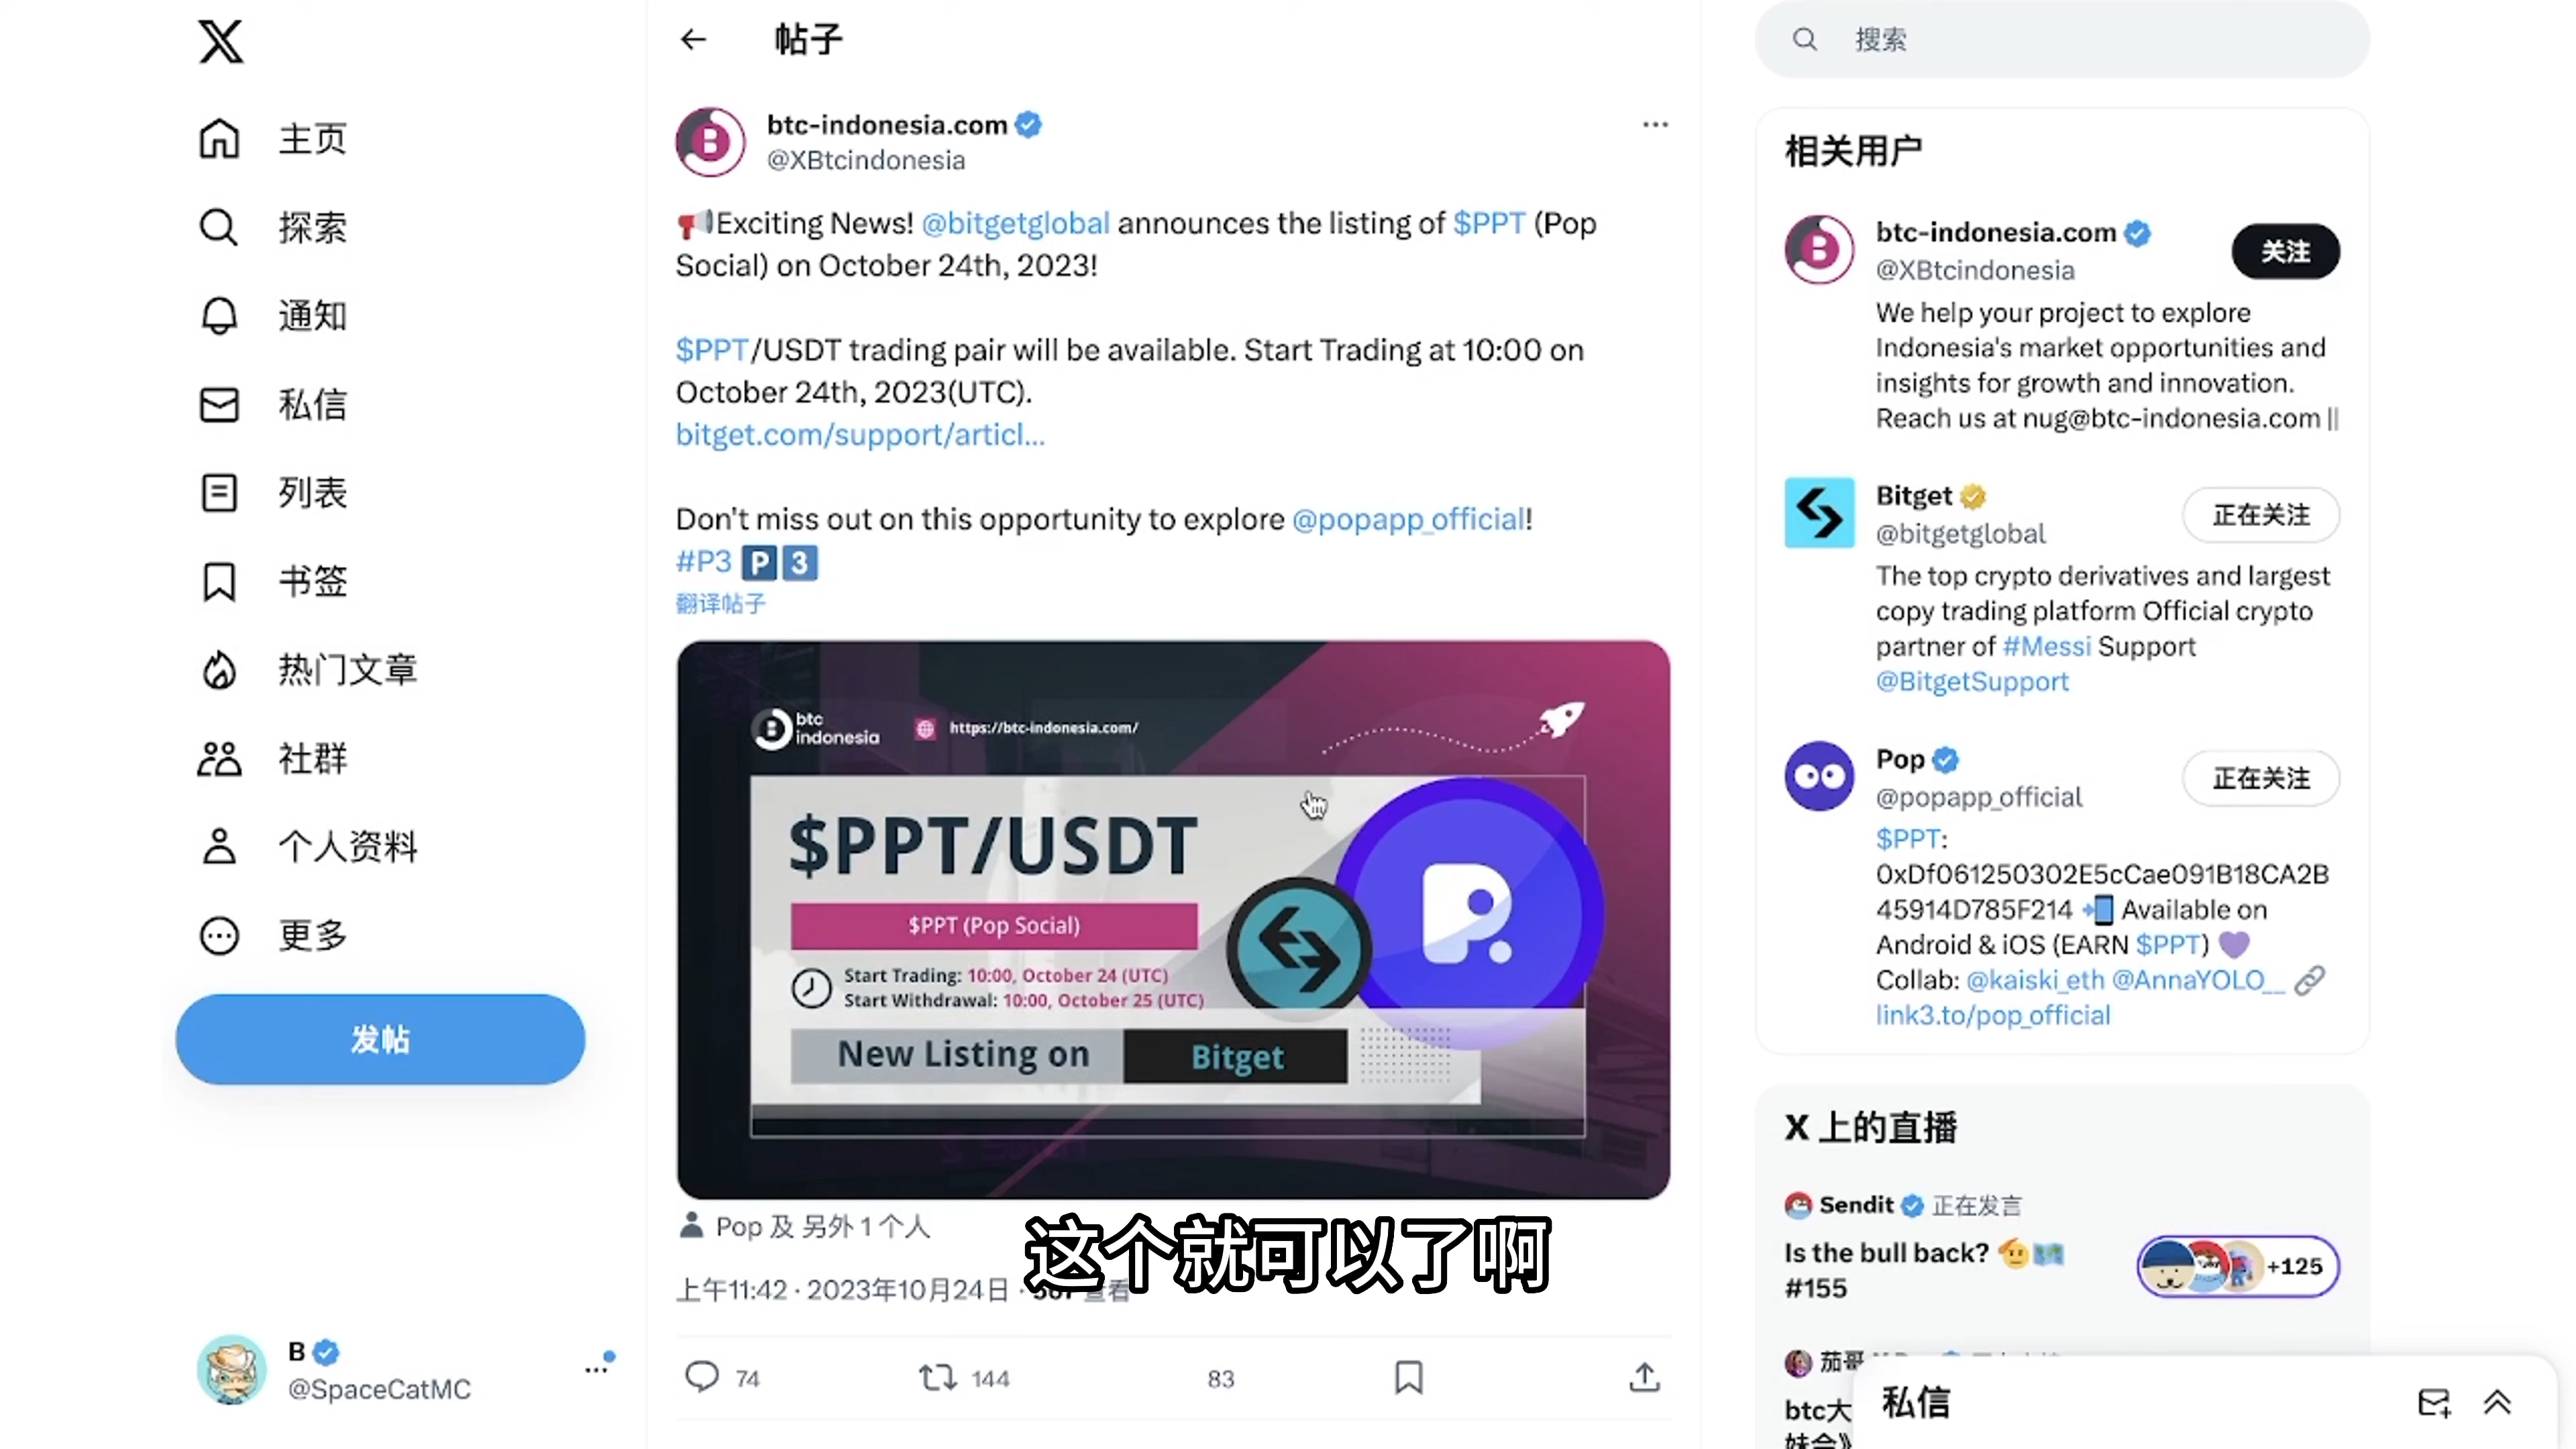 主页
探索
通知
私信
列表
书签
热门文章
社群
个人资料
更多
发帖
B
@SpaceCatMC
帖子
btc-indonesia.com
@XBtcindonesia
📢Exciting News! @bitgetglobal announces the listing of $PPT (Pop
Social) on October 24th, 2023!
$PPT/USDT trading pair will be available. Start Trading at 10:00 on
October 24th, 2023(UTC).
bitget.com/support/articl...
Don't miss out on this opportunity to explore @popapp_official!
#P3 🅿3️⃣
翻译帖子
btc
indonesia
https://btc-indonesia.com/
$PPT/USDT
$PPT (Pop Social)
Start Trading: 10:00, October 24 (UTC)
Start Withdrawal: 10:00, October 25 (UTC)
New Listing on Bitget
Pop 及 另外 1 个人
这个就可以了啊
上午11:42 · 2023年10月24日 · 查看
74
144
83
搜索
相关用户
btc-indonesia.com
@XBtcindonesia
关注
We help your project to explore
Indonesia's market opportunities and
insights for growth and innovation.
Reach us at nug@btc-indonesia.com ||
Bitget
@bitgetglobal
正在关注
The top crypto derivatives and largest
copy trading platform Official crypto
partner of #Messi Support
@BitgetSupport
Pop
@popapp_official
正在关注
$PPT:
0xDf061250302E5cCae091B18CA2B
45914D785F214 📲 Available on
Android & iOS (EARN $PPT) 💜
Collab: @kaiski_eth @AnnaYOLO__ 🔗
link3.to/pop_official
X 上的直播
Sendit 正在发言
Is the bull back? 🫡🗺️
#155
+125
茄哥
btc大
私信